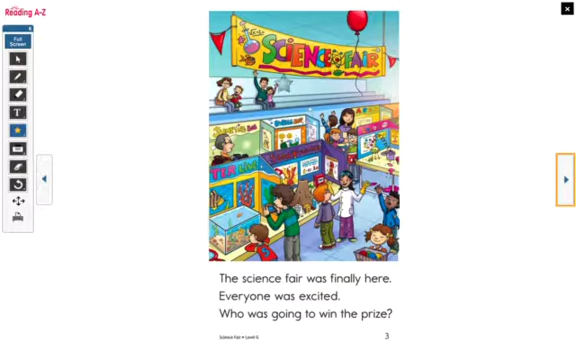 Reading A-Z
Full
Screen
T
SCIENCE FAIR
The science fair was finally here.
Everyone was excited.
Who was going to win the prize?
Science Fair • Level G
3